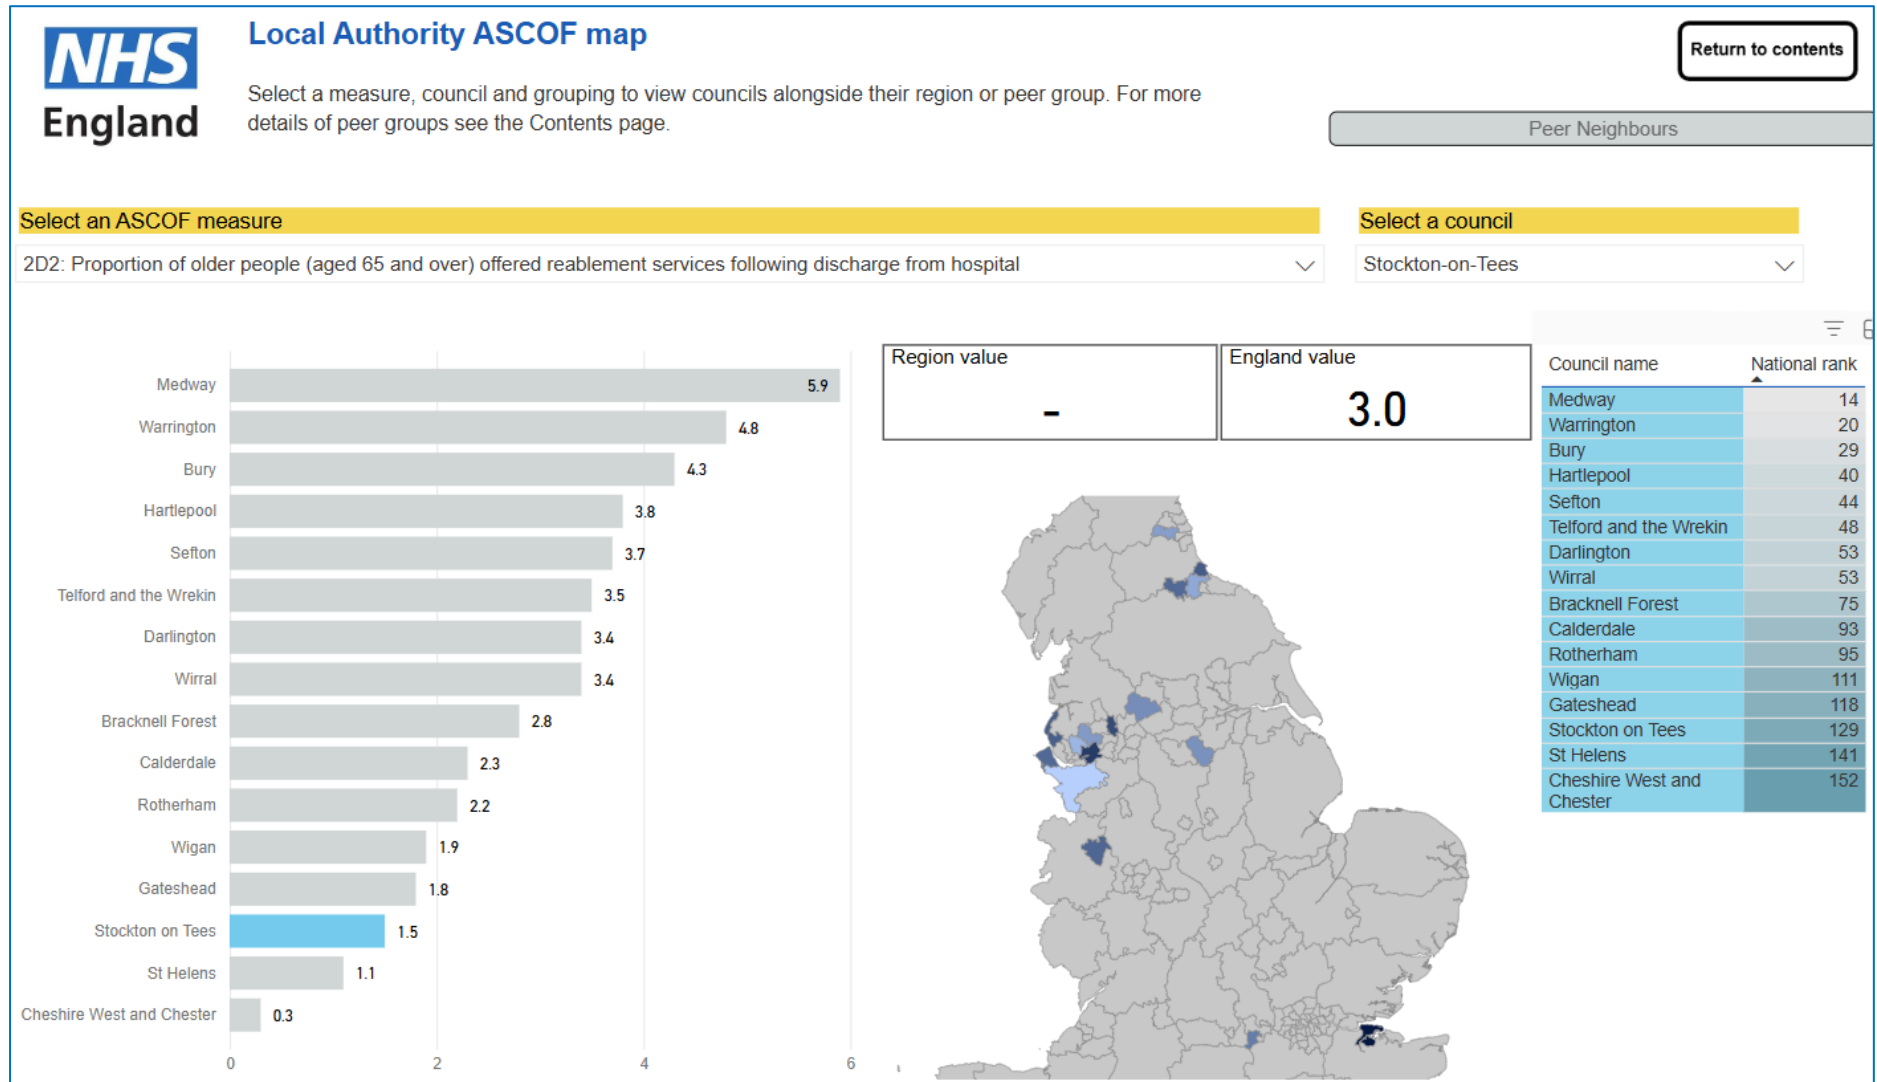 NHS
England
Local Authority ASCOF map
Select a measure, council and grouping to view councils alongside their region or peer group. For more
details of peer groups see the Contents page.
Return to contents
Peer Neighbours
Select an ASCOF measure
2D2: Proportion of older people (aged 65 and over) offered reablement services following discharge from hospital
Select a council
Stockton-on-Tees
Medway 5.9
Warrington 4.8
Bury 4.3
Hartlepool 3.8
Sefton 3.7
Telford and the Wrekin 3.5
Darlington 3.4
Wirral 3.4
Bracknell Forest 2.8
Calderdale 2.3
Rotherham 2.2
Wigan 1.9
Gateshead 1.8
Stockton on Tees 1.5
St Helens 1.1
Cheshire West and Chester 0.3
0 2 4 6
Region value
-
England value
3.0
Council name National rank
Medway 14
Warrington 20
Bury 29
Hartlepool 40
Sefton 44
Telford and the Wrekin 48
Darlington 53
Wirral 53
Bracknell Forest 75
Calderdale 93
Rotherham 95
Wigan 111
Gateshead 118
Stockton on Tees 129
St Helens 141
Cheshire West and 152
Chester